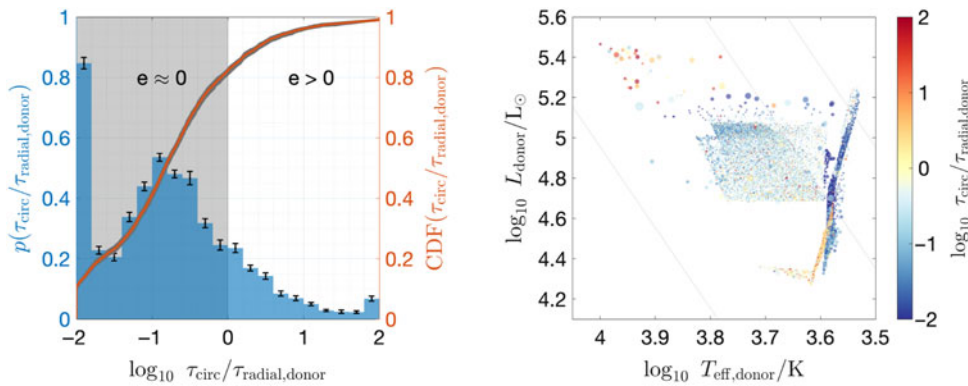 1
0.8
0.6
0.4
0.2
0
p(τcirc/τradial,donor)
e ≈ 0
e > 0
1
0.8
0.6
0.4
0.2
0
CDF(τcirc/τradial,donor)
-2 -1 0 1 2
log10 τcirc/τradial,donor
5.6
5.4
5.2
5
4.8
4.6
4.4
4.2
log10 Ldonor/L⊙
4 3.9 3.8 3.7 3.6 3.5
log10 Teff,donor/K
2
1
0
-1
-2
log10 τcirc/τradial,donor